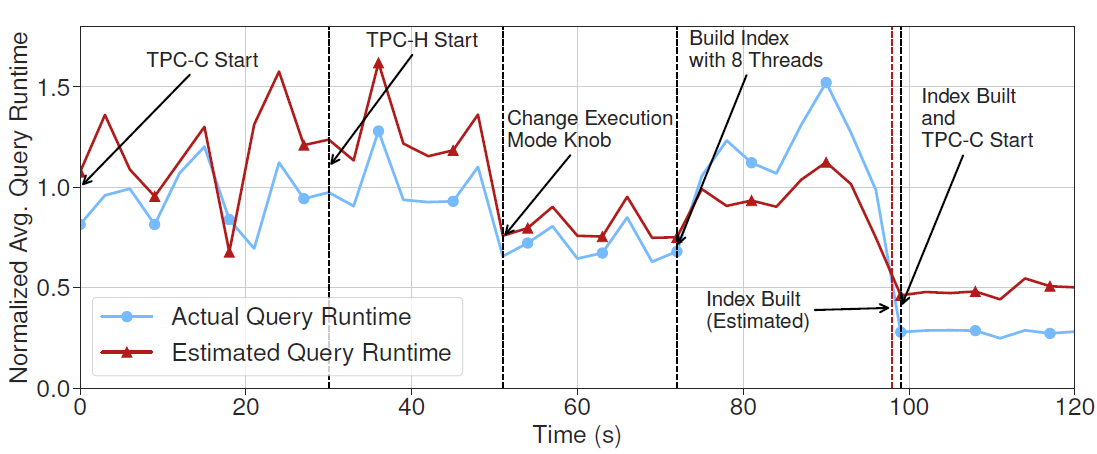 Normalized Avg. Query Runtime
1.5
1.0
0.5
0.0
TPC-C Start
TPC-H Start
Change Execution
Mode Knob
Build Index
with 8 Threads
Index Built
and
TPC-C Start
Index Built
(Estimated)
Actual Query Runtime
Estimated Query Runtime
0
20
40
60
80
100
120
Time (s)